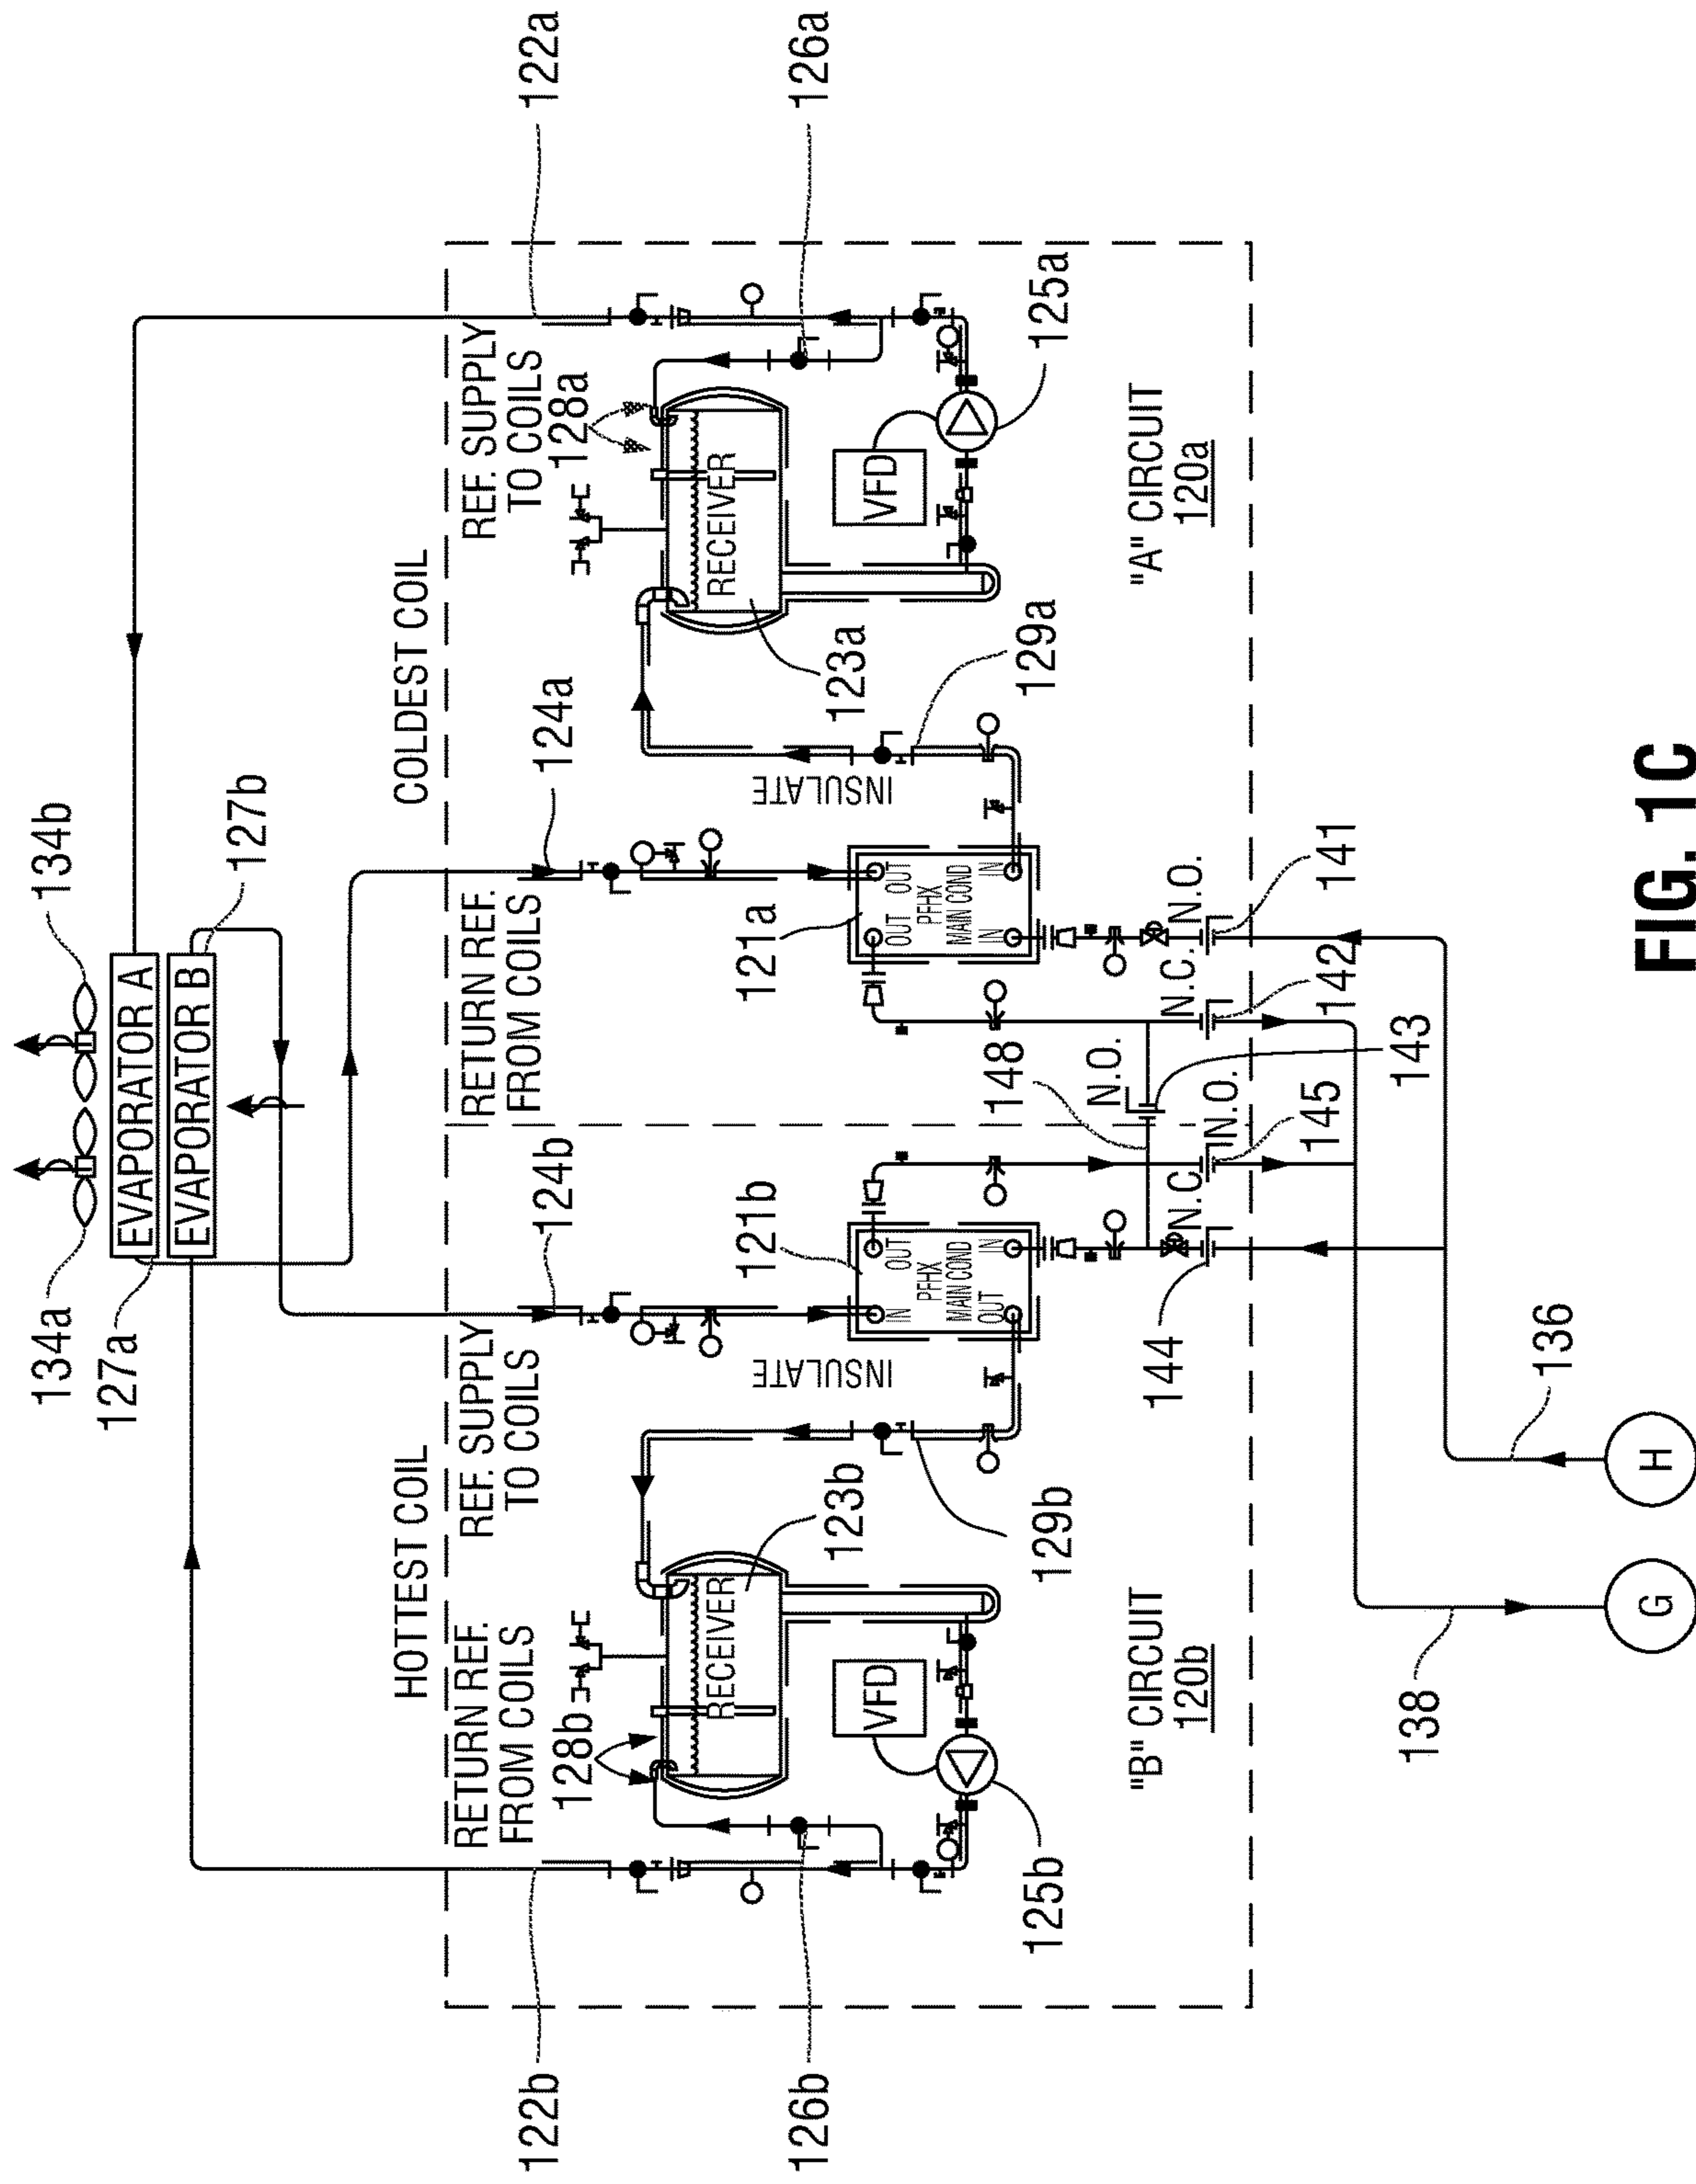 134a
134b
127a
EVAPORATOR A
EVAPORATOR B
127b
HOTTEST COIL
COLDEST COIL
122b
RETURN REF.
FROM COILS
REF. SUPPLY
TO COILS
124b
RETURN REF.
FROM COILS
124a
REF. SUPPLY
TO COILS
122a
128b
128a
126b
RECEIVER
123b
INSULATE
121b
121a
INSULATE
123a
RECEIVER
126a
IN OUT
PFHX
MAIN COND
OUT IN
OUT OUT
PFHX
MAIN COND
IN IN
VFD
VFD
125b
129b
129a
125a
148
N.O.
"B" CIRCUIT
120b
"A" CIRCUIT
120a
144
N.C.
N.O.
145
143
N.C.
142
N.O.
141
138
136
G
H
FIG. 1C